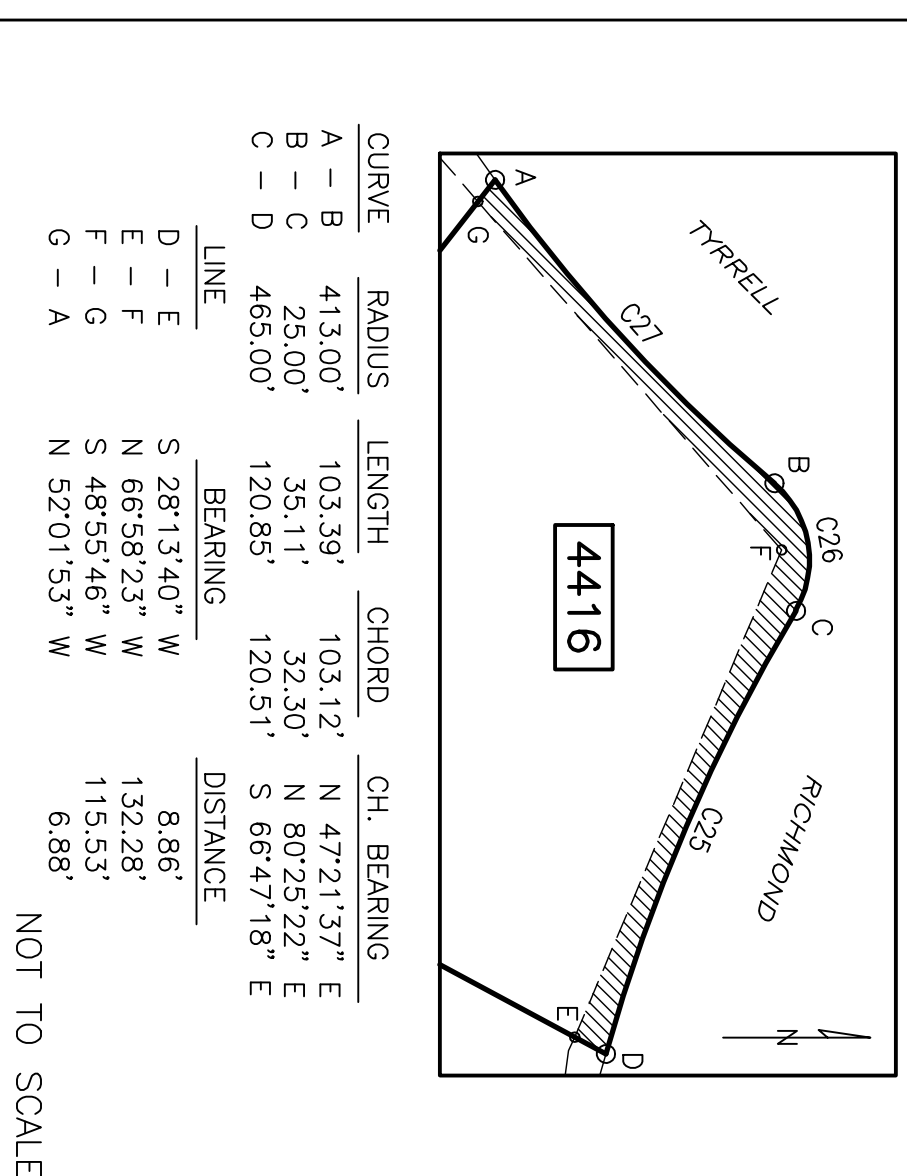 TYRRELL
RICHMOND
A
B
C
D
E
F
G
C27
C26
C25
N
4416
CURVE RADIUS LENGTH CHORD CH. BEARING
A – B 413.00' 103.39' 103.12' N 47°21'37" E
B – C 25.00' 35.11' 32.30' N 80°25'22" E
C – D 465.00' 120.85' 120.51' S 66°47'18" E
LINE BEARING DISTANCE
D – E S 28°13'40" W 8.86'
E – F N 66°58'23" W 132.28'
F – G S 48°55'46" W 115.53'
G – A N 52°01'53" W 6.88'
NOT TO SCALE